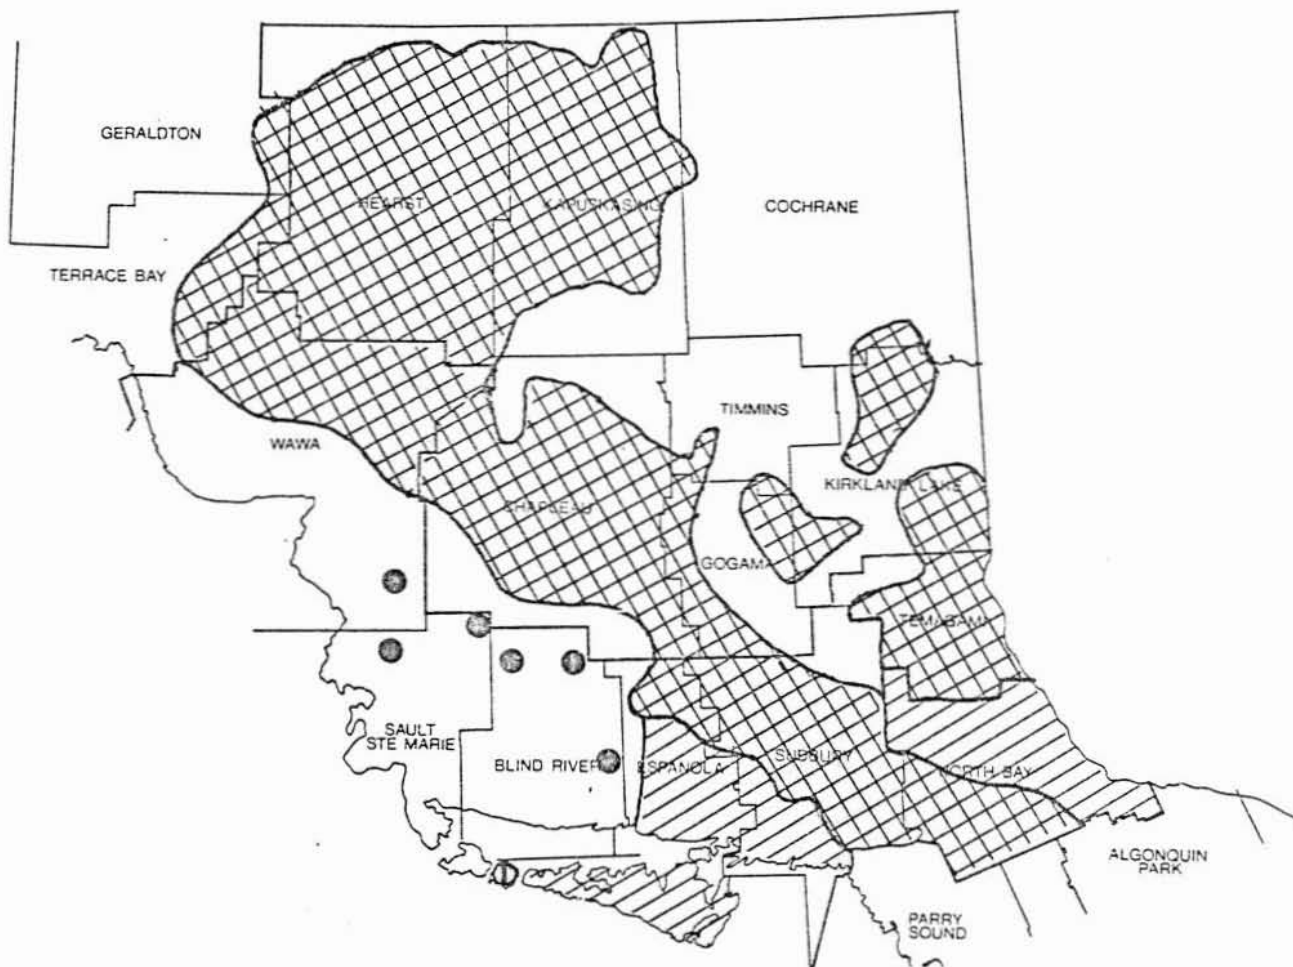 GERALDTON
HEARST
KAPUSKASING
COCHRANE
TERRACE BAY
TIMMINS
WAWA
KIRKLAND LAKE
CHAPLEAU
GOGAMA
TEMAGAMI
SAULT
STE MARIE
BLIND RIVER
ESPANOLA
SUDBURY
NORTH BAY
ALGONQUIN
PARK
PARRY
SOUND